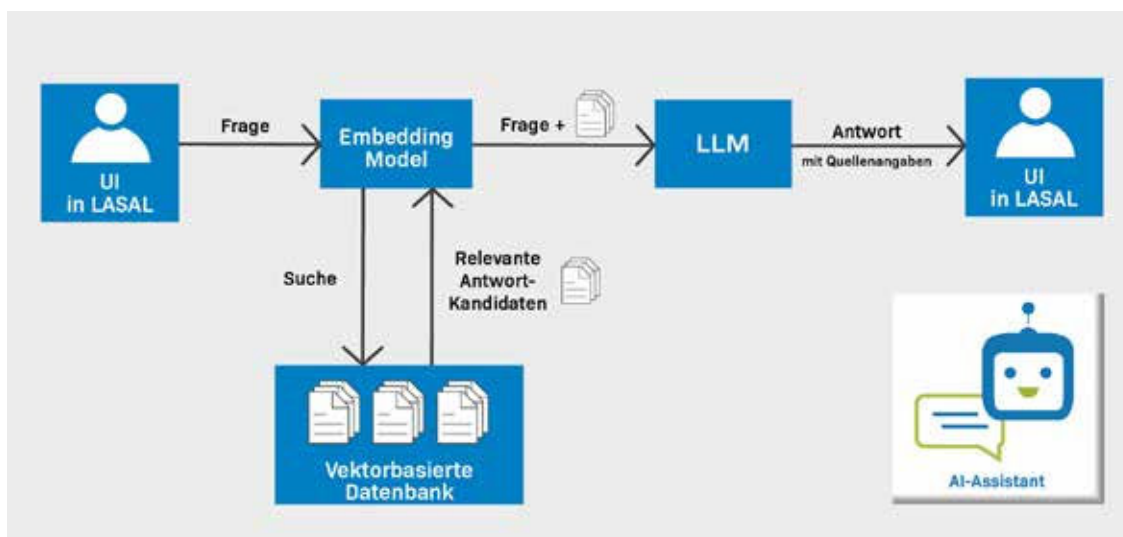 UI
in LASAL
Frage
Embedding
Model
Frage +
LLM
Antwort
mit Quellenangaben
UI
in LASAL
Suche
Relevante
Antwort-
Kandidaten
Vektorbasierte
Datenbank
AI-Assistant